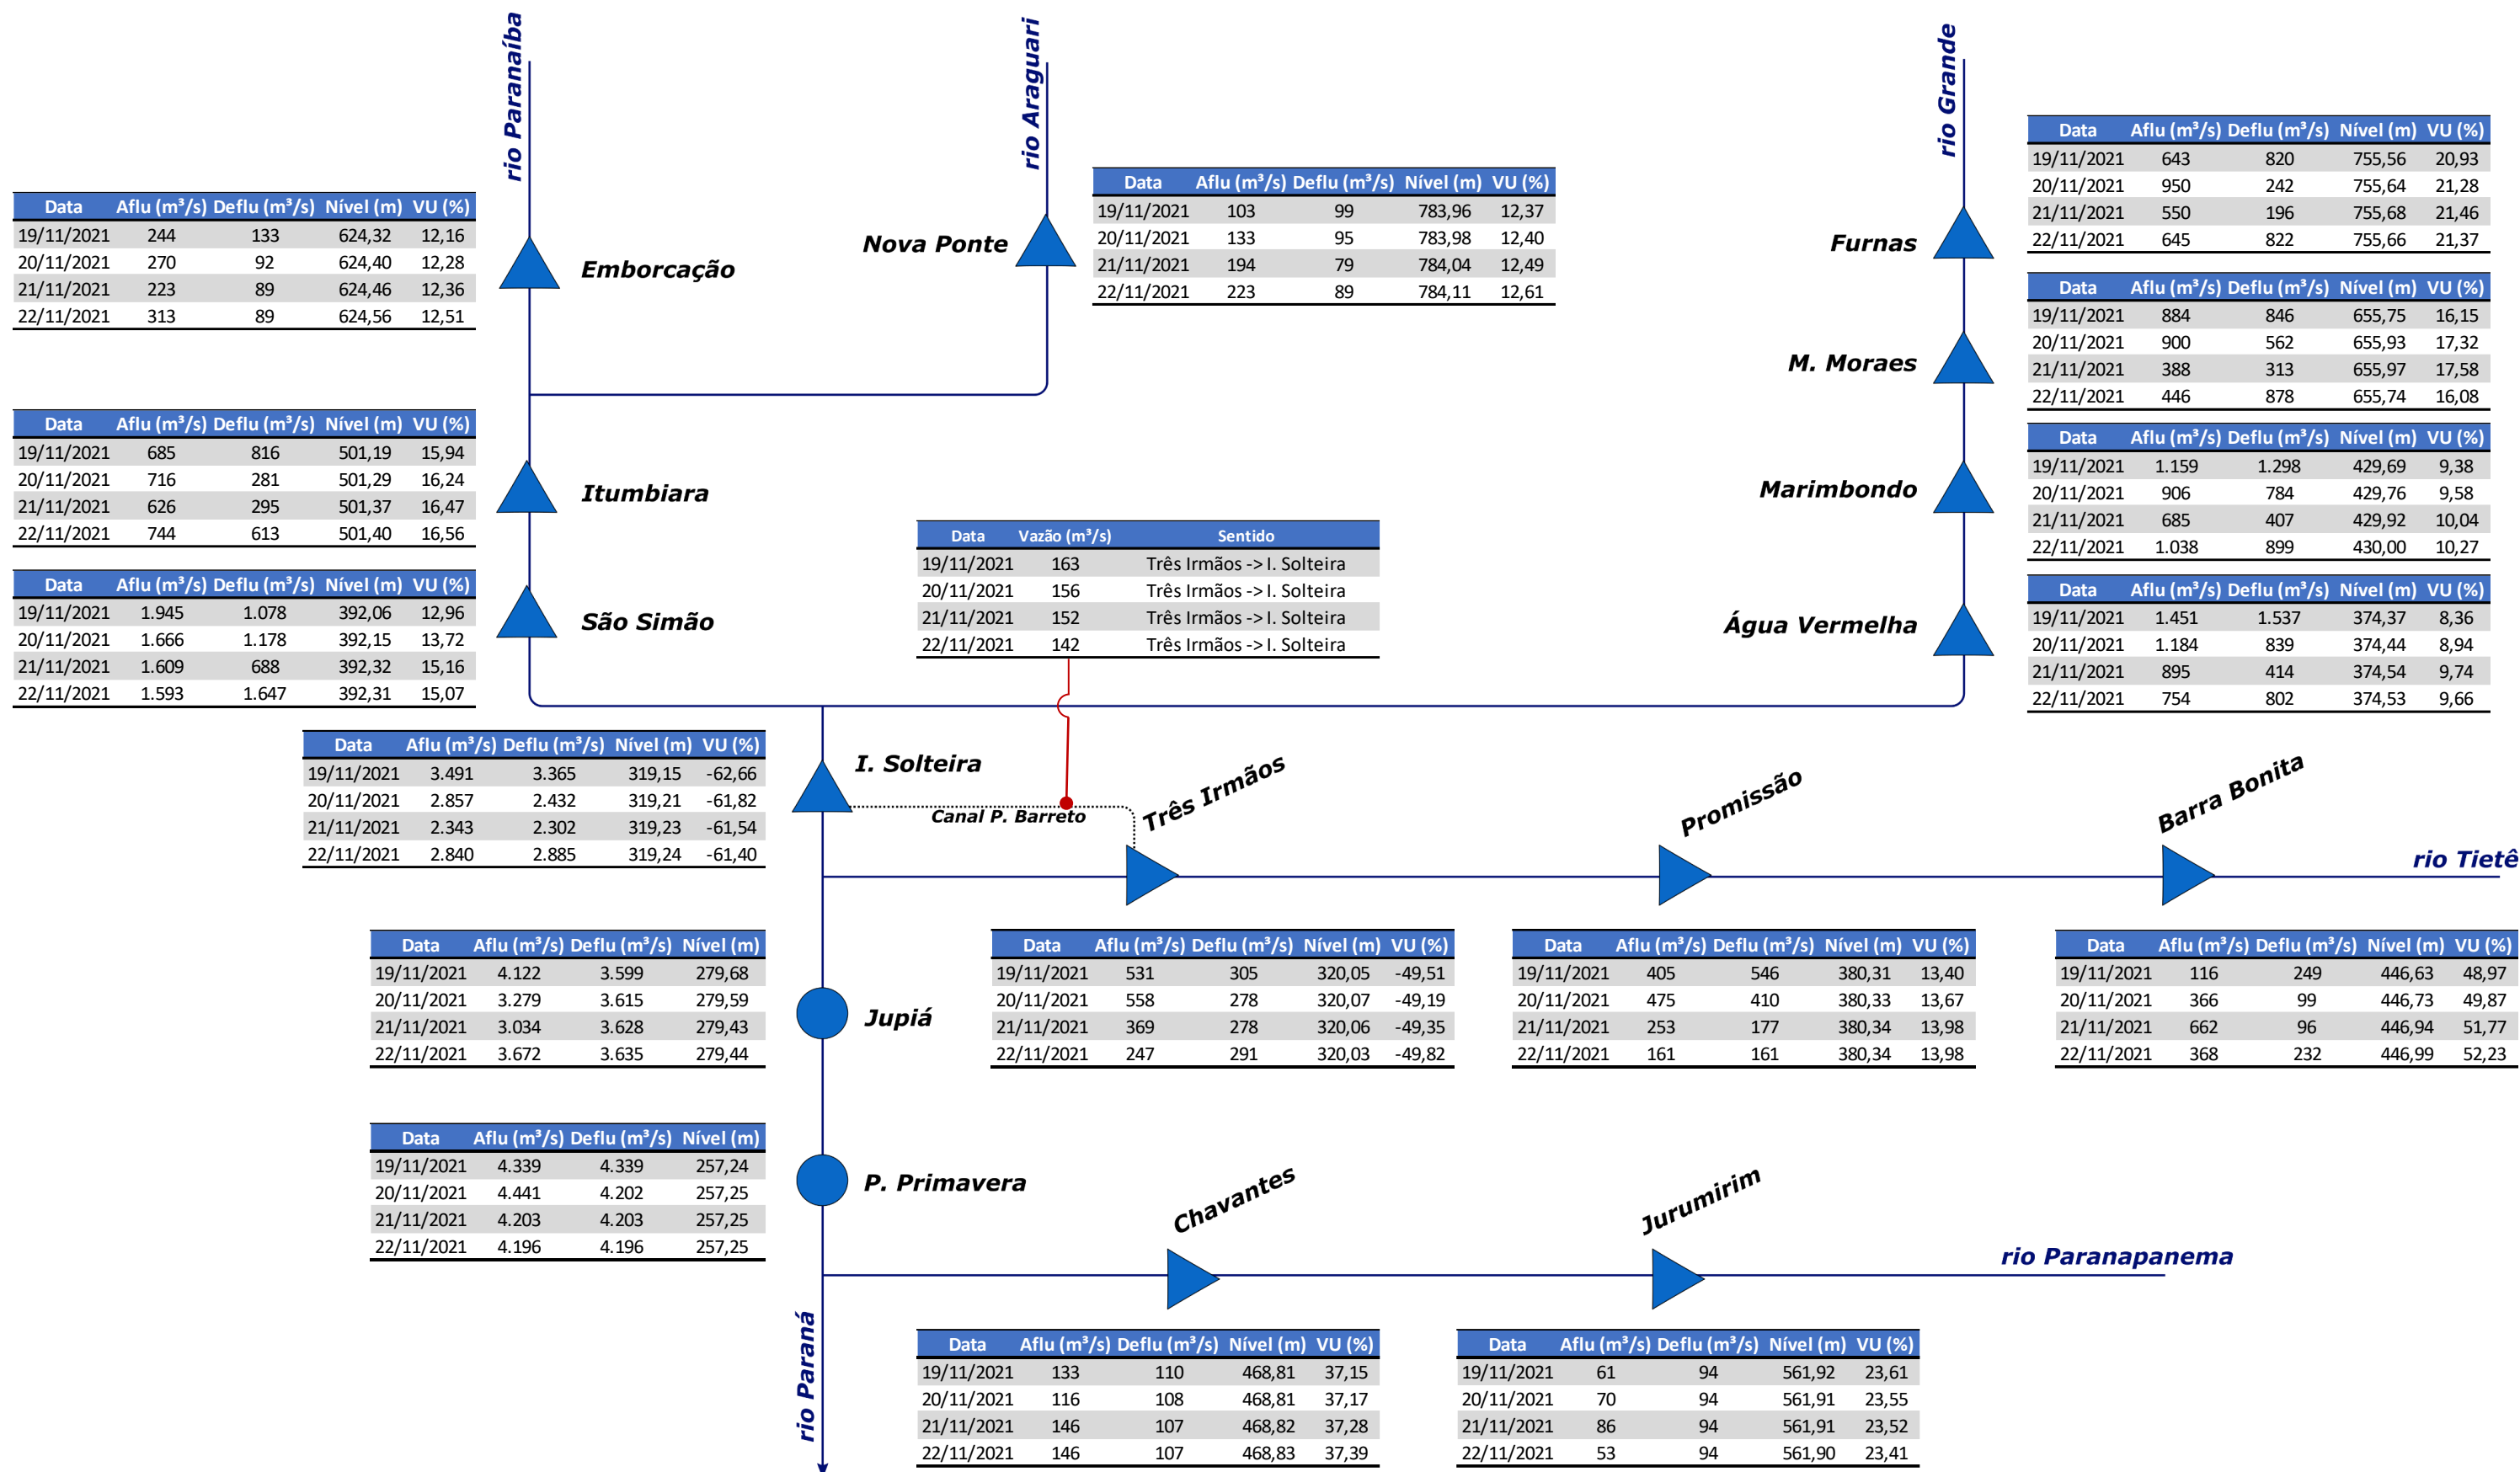 rio Paranaíba
rio Araguari
rio Grande
Data Aflu (m³/s) Deflu (m³/s) Nível (m) VU (%)
19/11/2021 643 820 755,56 20,93
20/11/2021 950 242 755,64 21,28
21/11/2021 550 196 755,68 21,46
22/11/2021 645 822 755,66 21,37
Furnas
Data Aflu (m³/s) Deflu (m³/s) Nível (m) VU (%)
19/11/2021 103 99 783,96 12,37
20/11/2021 133 95 783,98 12,40
21/11/2021 194 79 784,04 12,49
22/11/2021 223 89 784,11 12,61
Nova Ponte
Data Aflu (m³/s) Deflu (m³/s) Nível (m) VU (%)
19/11/2021 244 133 624,32 12,16
20/11/2021 270 92 624,40 12,28
21/11/2021 223 89 624,46 12,36
22/11/2021 313 89 624,56 12,51
Emborcação
Data Aflu (m³/s) Deflu (m³/s) Nível (m) VU (%)
19/11/2021 884 846 655,75 16,15
20/11/2021 900 562 655,93 17,32
21/11/2021 388 313 655,97 17,58
22/11/2021 446 878 655,74 16,08
M. Moraes
Data Aflu (m³/s) Deflu (m³/s) Nível (m) VU (%)
19/11/2021 685 816 501,19 15,94
20/11/2021 716 281 501,29 16,24
21/11/2021 626 295 501,37 16,47
22/11/2021 744 613 501,40 16,56
Itumbiara
Data Aflu (m³/s) Deflu (m³/s) Nível (m) VU (%)
19/11/2021 1.159 1.298 429,69 9,38
20/11/2021 906 784 429,76 9,58
21/11/2021 685 407 429,92 10,04
22/11/2021 1.038 899 430,00 10,27
Marimbondo
Data Vazão (m³/s) Sentido
19/11/2021 163 Três Irmãos -> I. Solteira
20/11/2021 156 Três Irmãos -> I. Solteira
21/11/2021 152 Três Irmãos -> I. Solteira
22/11/2021 142 Três Irmãos -> I. Solteira
Data Aflu (m³/s) Deflu (m³/s) Nível (m) VU (%)
19/11/2021 1.945 1.078 392,06 12,96
20/11/2021 1.666 1.178 392,15 13,72
21/11/2021 1.609 688 392,32 15,16
22/11/2021 1.593 1.647 392,31 15,07
São Simão
Data Aflu (m³/s) Deflu (m³/s) Nível (m) VU (%)
19/11/2021 1.451 1.537 374,37 8,36
20/11/2021 1.184 839 374,44 8,94
21/11/2021 895 414 374,54 9,74
22/11/2021 754 802 374,53 9,66
Água Vermelha
Data Aflu (m³/s) Deflu (m³/s) Nível (m) VU (%)
19/11/2021 3.491 3.365 319,15 -62,66
20/11/2021 2.857 2.432 319,21 -61,82
21/11/2021 2.343 2.302 319,23 -61,54
22/11/2021 2.840 2.885 319,24 -61,40
I. Solteira
Canal P. Barreto
Três Irmãos
Promissão
Barra Bonita
rio Tietê
Data Aflu (m³/s) Deflu (m³/s) Nível (m)
19/11/2021 4.122 3.599 279,68
20/11/2021 3.279 3.615 279,59
21/11/2021 3.034 3.628 279,43
22/11/2021 3.672 3.635 279,44
Jupiá
Data Aflu (m³/s) Deflu (m³/s) Nível (m) VU (%)
19/11/2021 531 305 320,05 -49,51
20/11/2021 558 278 320,07 -49,19
21/11/2021 369 278 320,06 -49,35
22/11/2021 247 291 320,03 -49,82
Data Aflu (m³/s) Deflu (m³/s) Nível (m) VU (%)
19/11/2021 405 546 380,31 13,40
20/11/2021 475 410 380,33 13,67
21/11/2021 253 177 380,34 13,98
22/11/2021 161 161 380,34 13,98
Data Aflu (m³/s) Deflu (m³/s) Nível (m) VU (%)
19/11/2021 116 249 446,63 48,97
20/11/2021 366 99 446,73 49,87
21/11/2021 662 96 446,94 51,77
22/11/2021 368 232 446,99 52,23
Data Aflu (m³/s) Deflu (m³/s) Nível (m)
19/11/2021 4.339 4.339 257,24
20/11/2021 4.441 4.202 257,25
21/11/2021 4.203 4.203 257,25
22/11/2021 4.196 4.196 257,25
P. Primavera
Chavantes
Jurumirim
rio Paranapanema
rio Paraná
Data Aflu (m³/s) Deflu (m³/s) Nível (m) VU (%)
19/11/2021 133 110 468,81 37,15
20/11/2021 116 108 468,81 37,17
21/11/2021 146 107 468,82 37,28
22/11/2021 146 107 468,83 37,39
Data Aflu (m³/s) Deflu (m³/s) Nível (m) VU (%)
19/11/2021 61 94 561,92 23,61
20/11/2021 70 94 561,91 23,55
21/11/2021 86 94 561,91 23,52
22/11/2021 53 94 561,90 23,41